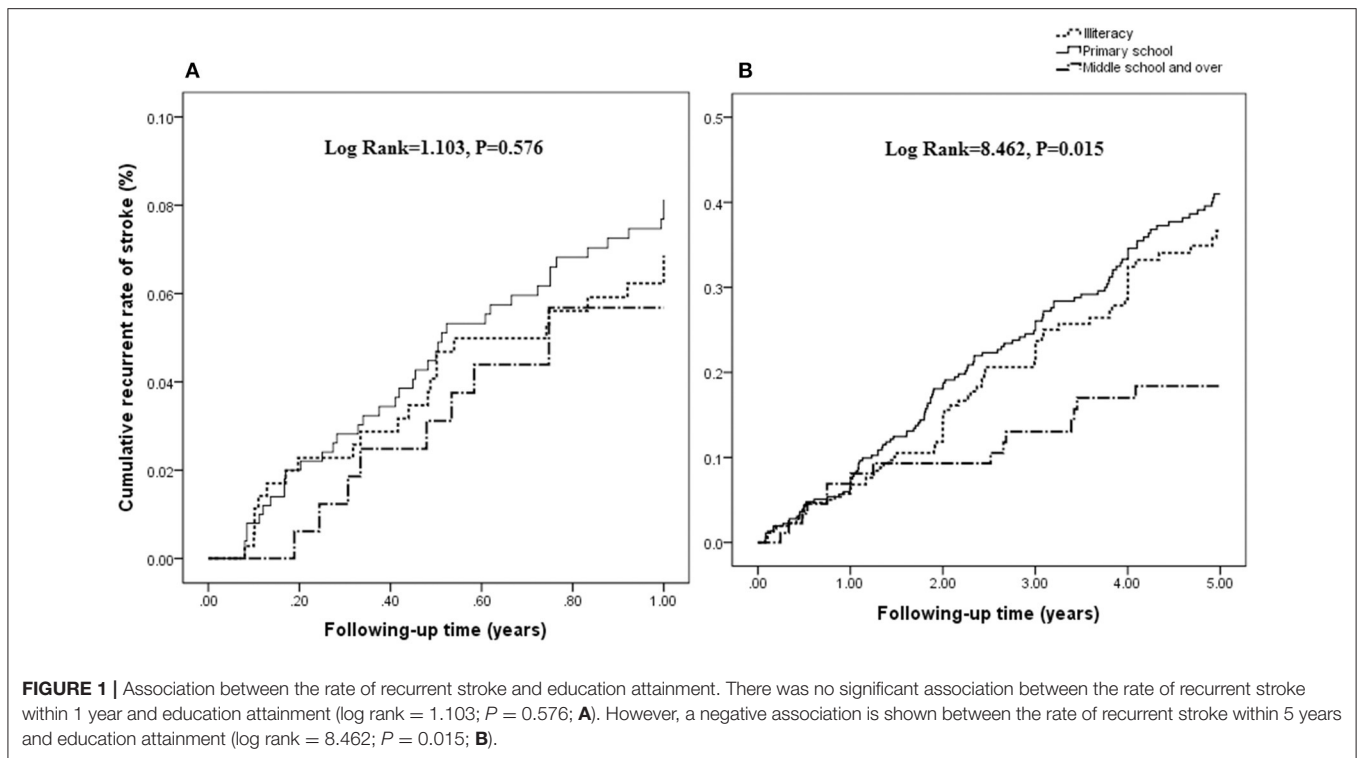 Illiteracy
Primary school
Middle school and over
A
B
Log Rank=1.103, P=0.576
Log Rank=8.462, P=0.015
Cumulative recurrent rate of stroke (%)
0.10
0.08
0.06
0.04
0.02
0.00
.00 .20 .40 .60 .80 1.00
Following-up time (years)
0.5
0.4
0.3
0.2
0.1
0.0
.00 1.00 2.00 3.00 4.00 5.00
Following-up time (years)
FIGURE 1 | Association between the rate of recurrent stroke and education attainment. There was no significant association between the rate of recurrent stroke
within 1 year and education attainment (log rank = 1.103; P = 0.576; A). However, a negative association is shown between the rate of recurrent stroke within 5 years
and education attainment (log rank = 8.462; P = 0.015; B).